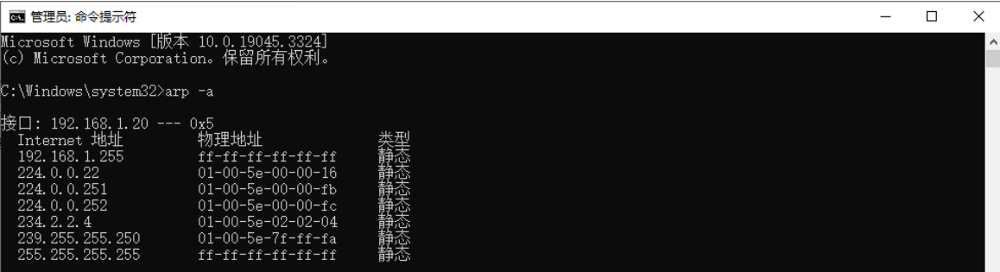 管理员: 命令提示符
Microsoft Windows [版本 10.0.19045.3324]
(c) Microsoft Corporation。保留所有权利。
C:\Windows\system32>arp -a
接口: 192.168.1.20 --- 0x5
Internet 地址 物理地址 类型
192.168.1.255 ff-ff-ff-ff-ff-ff 静态
224.0.0.22 01-00-5e-00-00-16 静态
224.0.0.251 01-00-5e-00-00-fb 静态
224.0.0.252 01-00-5e-00-00-fc 静态
234.2.2.4 01-00-5e-02-02-04 静态
239.255.255.250 01-00-5e-7f-ff-fa 静态
255.255.255.255 ff-ff-ff-ff-ff-ff 静态